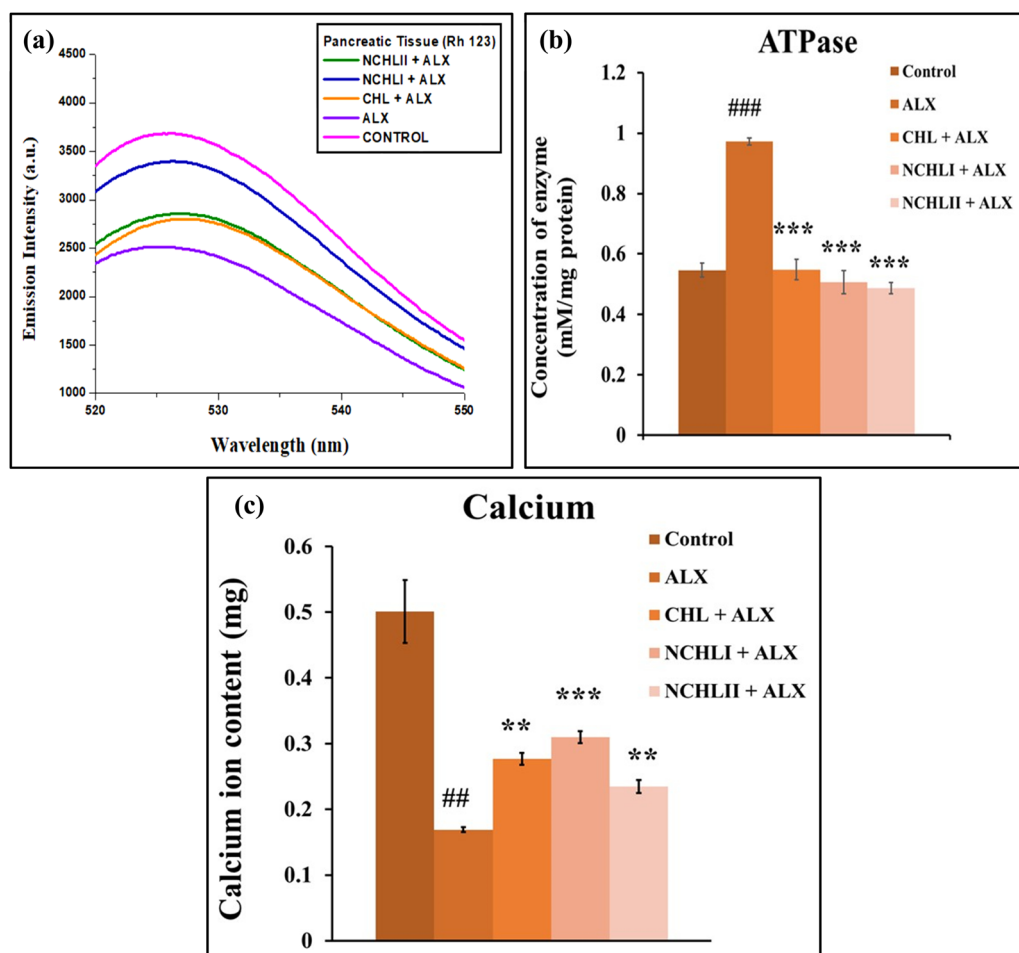 (a)
Pancreatic Tissue (Rh 123)
NCHLII + ALX
NCHLI + ALX
CHL + ALX
ALX
CONTROL
4500
4000
3500
3000
2500
2000
1500
1000
520
530
540
550
Emission Intensity (a.u.)
Wavelength (nm)
(b)
ATPase
Control
ALX
CHL + ALX
NCHLI + ALX
NCHLII + ALX
1.2
1
0.8
0.6
0.4
0.2
0
###
***
***
***
Concentration of enzyme
(mM/mg protein)
(c)
Calcium
Control
ALX
CHL + ALX
NCHLI + ALX
NCHLII + ALX
0.6
0.5
0.4
0.3
0.2
0.1
0
##
**
***
**
Calcium ion content (mg)